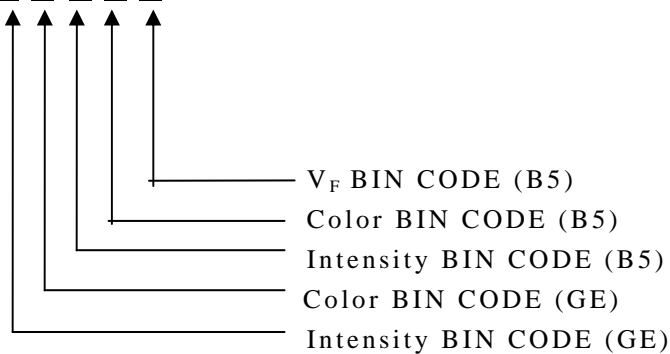 V_F BIN CODE (B5)
Color BIN CODE (B5)
Intensity BIN CODE (B5)
Color BIN CODE (GE)
Intensity BIN CODE (GE)